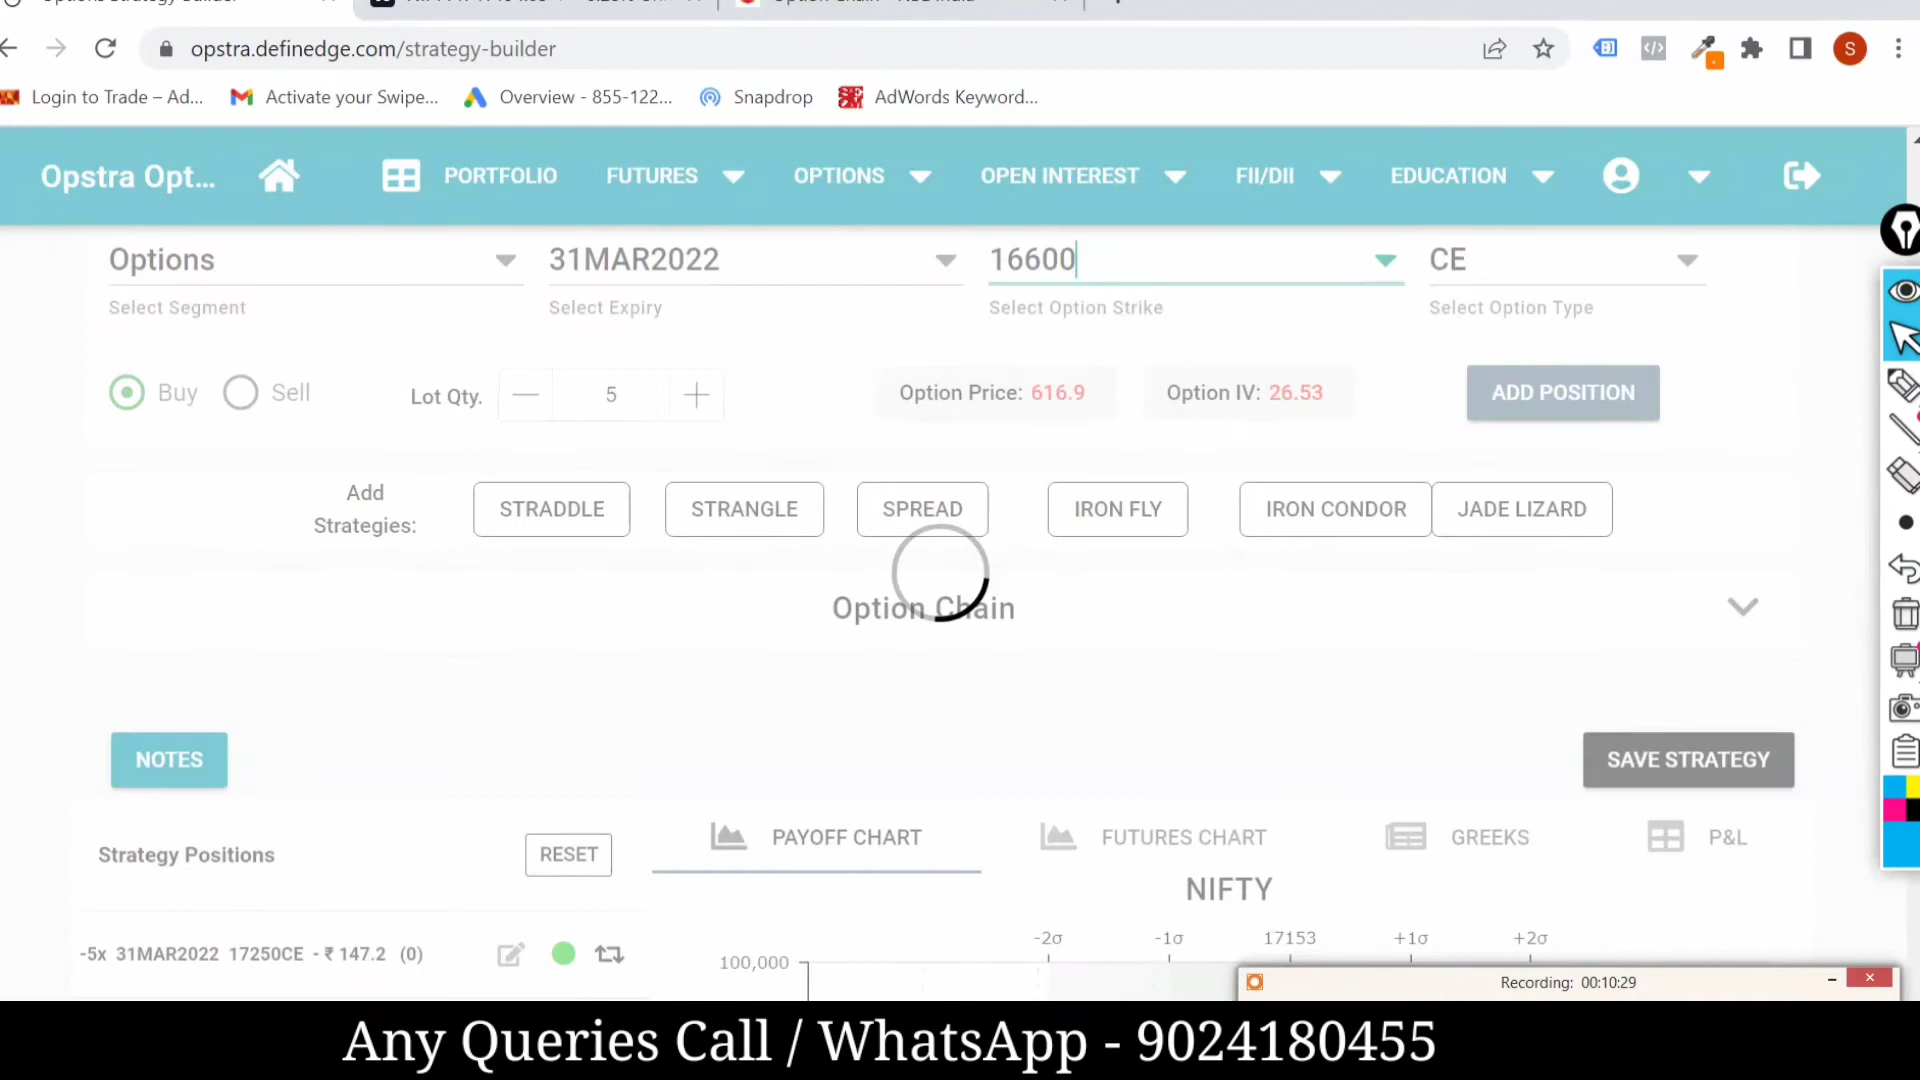 opstra.definedge.com/strategy-builder
S
Login to Trade – Ad...
Activate your Swipe...
Overview - 855-122...
Snapdrop
AdWords Keyword...
Opstra Opt...
PORTFOLIO
FUTURES
OPTIONS
OPEN INTEREST
FII/DII
EDUCATION
Options
31MAR2022
16600
CE
Select Segment
Select Expiry
Select Option Strike
Select Option Type
Buy
Sell
Lot Qty.
5
Option Price: 616.9
Option IV: 26.53
ADD POSITION
Add
Strategies:
STRADDLE
STRANGLE
SPREAD
IRON FLY
IRON CONDOR
JADE LIZARD
Option Chain
NOTES
SAVE STRATEGY
Strategy Positions
RESET
PAYOFF CHART
FUTURES CHART
GREEKS
P&L
NIFTY
-5x 31MAR2022 17250CE - ₹ 147.2 (0)
-2σ
-1σ
17153
+1σ
+2σ
100,000
Recording: 00:10:29
Any Queries Call / WhatsApp - 9024180455